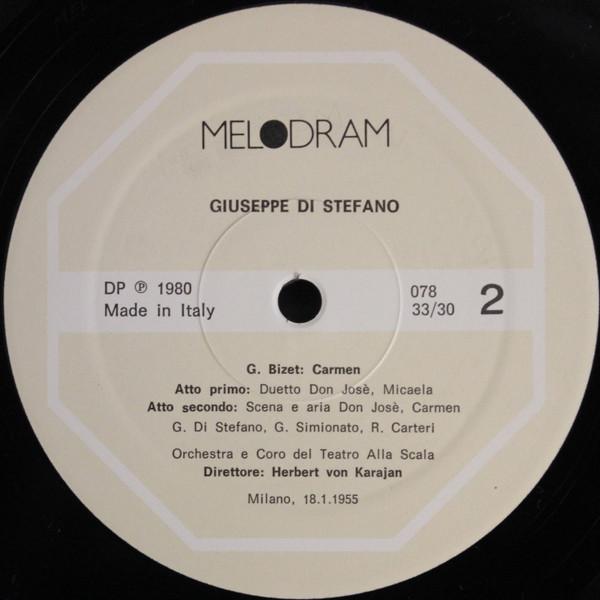 MELODRAM
GIUSEPPE DI STEFANO
DP ℗ 1980
Made in Italy
078
33/30
2
G. Bizet: Carmen
Atto primo: Duetto Don Josè, Micaela
Atto secondo: Scena e aria Don Josè, Carmen
G. Di Stefano, G. Simionato, R. Carteri
Orchestra e Coro del Teatro Alla Scala
Direttore: Herbert von Karajan
Milano, 18.1.1955